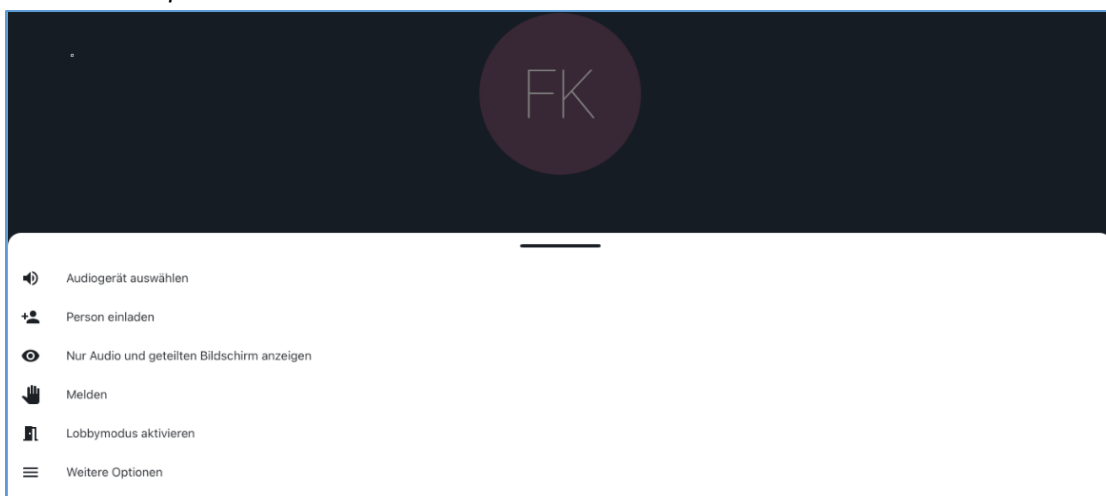 FK
Audiogerät auswählen
Person einladen
Nur Audio und geteilten Bildschirm anzeigen
Melden
Lobbymodus aktivieren
Weitere Optionen